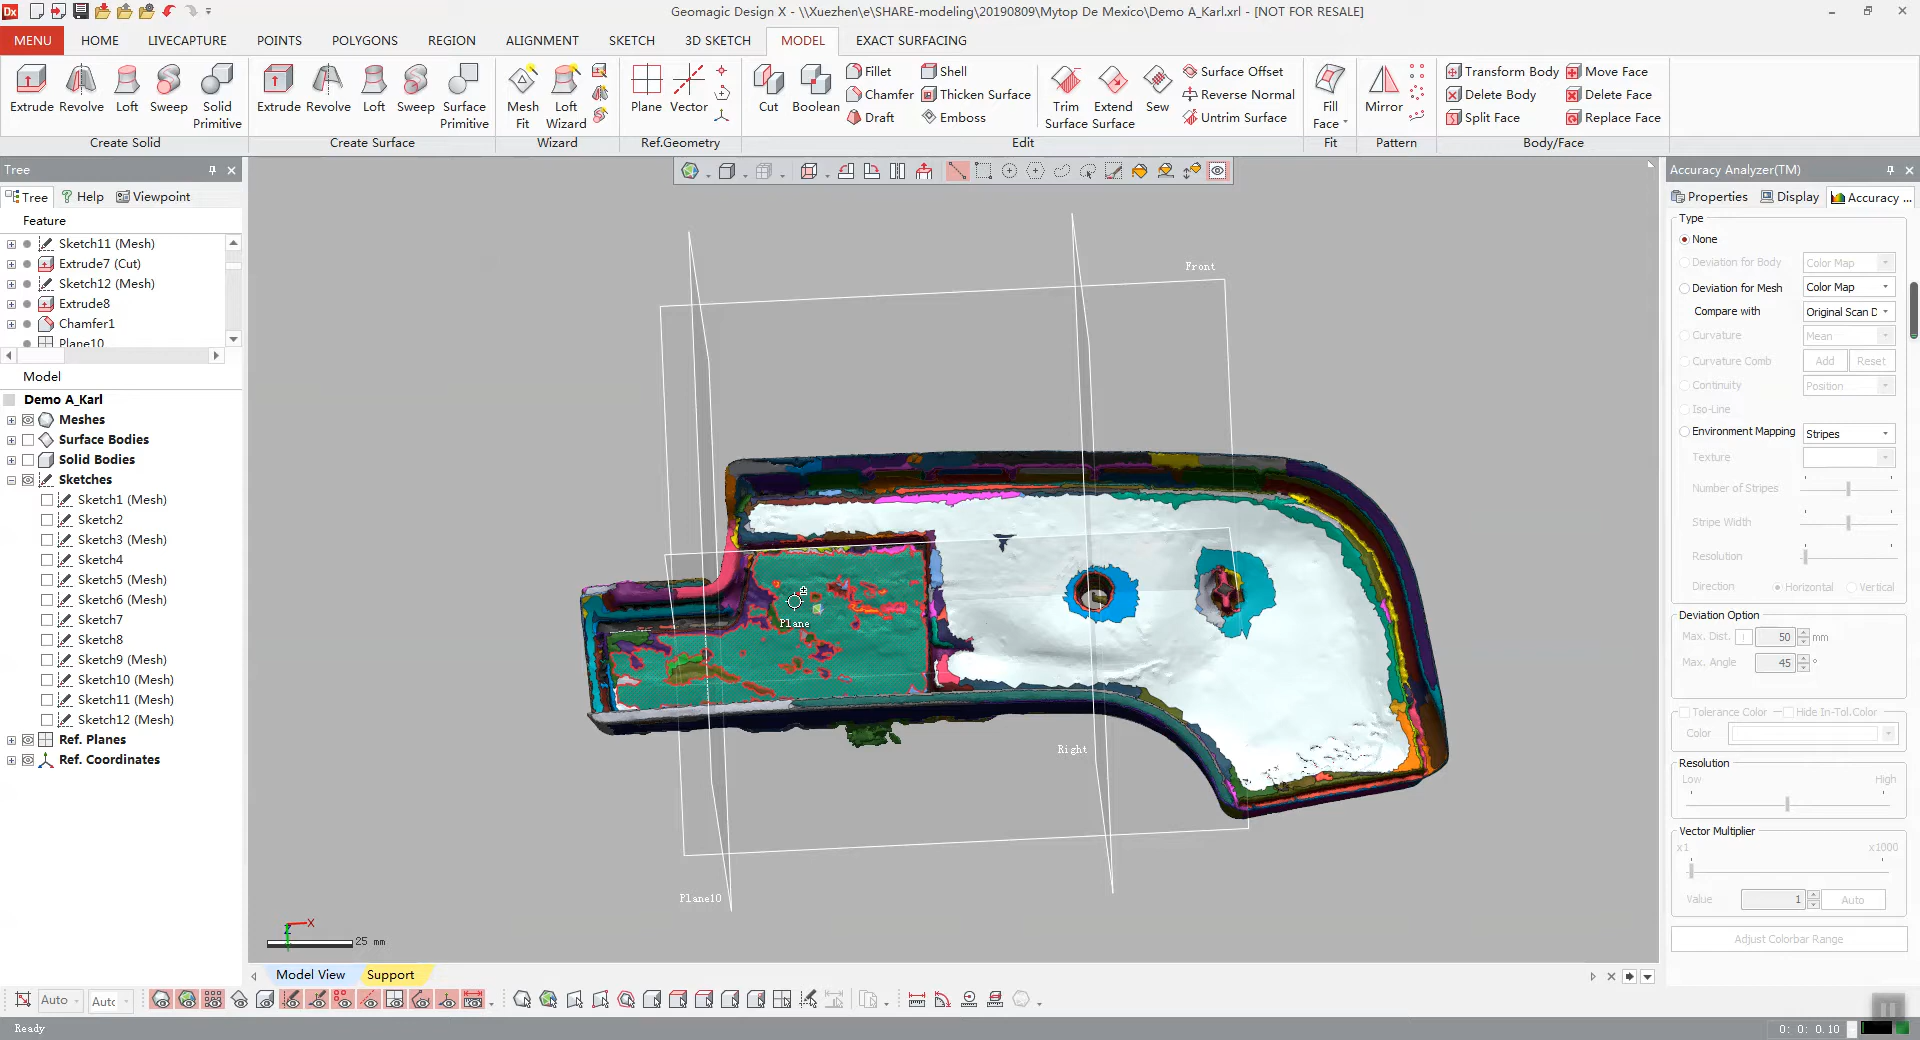 Geomagic Design X - \\Xuezhen\e\SHARE-modeling\20190809\Mytop De Mexico\Demo A_Karl.xrl - [NOT FOR RESALE]
MENU HOME LIVECAPTURE POINTS POLYGONS REGION ALIGNMENT SKETCH 3D SKETCH MODEL EXACT SURFACING
Extrude Revolve Loft Sweep Solid Primitive
Create Solid
Extrude Revolve Loft Sweep Surface Primitive
Create Surface
Mesh Fit Loft Wizard
Wizard
Plane Vector
Ref.Geometry
Cut Boolean
Fillet Shell
Chamfer Thicken Surface
Draft Emboss
Trim Surface Extend Surface Sew
Surface Offset
Reverse Normal
Untrim Surface
Edit
Fill Face
Fit
Mirror
Pattern
Transform Body Move Face
Delete Body Delete Face
Split Face Replace Face
Body/Face
Tree
Tree Help Viewpoint
Feature
Sketch11 (Mesh)
Extrude7 (Cut)
Sketch12 (Mesh)
Extrude8
Chamfer1
Plane10
Model
Demo A_Karl
Meshes
Surface Bodies
Solid Bodies
Sketches
Sketch1 (Mesh)
Sketch2
Sketch3 (Mesh)
Sketch4
Sketch5 (Mesh)
Sketch6 (Mesh)
Sketch7
Sketch8
Sketch9 (Mesh)
Sketch10 (Mesh)
Sketch11 (Mesh)
Sketch12 (Mesh)
Ref. Planes
Ref. Coordinates
Front
Plane
Right
Plane10
X
25 mm
Model View Support
Accuracy Analyzer(TM)
Properties Display Accuracy ...
Type
None
Deviation for Body Color Map
Deviation for Mesh Color Map
Compare with Original Scan D
Curvature Mean
Curvature Comb Add Reset
Continuity Position
Iso-Line
Environment Mapping Stripes
Texture
Number of Stripes
Stripe Width
Resolution
Direction Horizontal Vertical
Deviation Option
Max. Dist. 50 mm
Max. Angle 45 °
Tolerance Color Hide In-Tol.Color
Color
Resolution
Low High
Vector Multiplier
x1 x1000
Value 1 Auto
Adjust Colorbar Range
Auto Auto
Ready
0: 0: 0.10